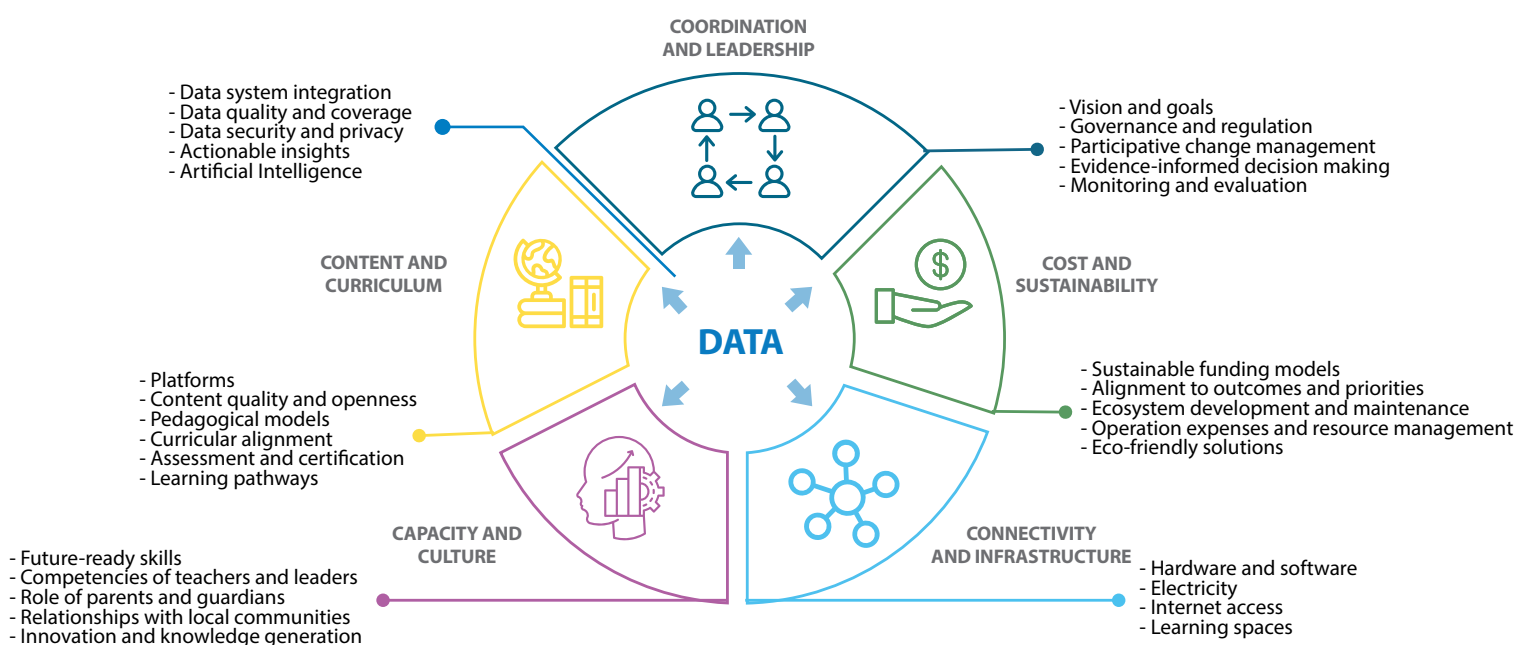 COORDINATION
AND LEADERSHIP
- Data system integration
- Data quality and coverage
- Data security and privacy
- Actionable insights
- Artificial Intelligence
- Vision and goals
- Governance and regulation
- Participative change management
- Evidence-informed decision making
- Monitoring and evaluation
CONTENT AND
CURRICULUM
$
COST AND
SUSTAINABILITY
DATA
- Platforms
- Content quality and openness
- Pedagogical models
- Curricular alignment
- Assessment and certification
- Learning pathways
- Sustainable funding models
- Alignment to outcomes and priorities
- Ecosystem development and maintenance
- Operation expenses and resource management
- Eco-friendly solutions
CAPACITY AND
CULTURE
CONNECTIVITY
AND INFRASTRUCTURE
- Future-ready skills
- Competencies of teachers and leaders
- Role of parents and guardians
- Relationships with local communities
- Innovation and knowledge generation
- Hardware and software
- Electricity
- Internet access
- Learning spaces